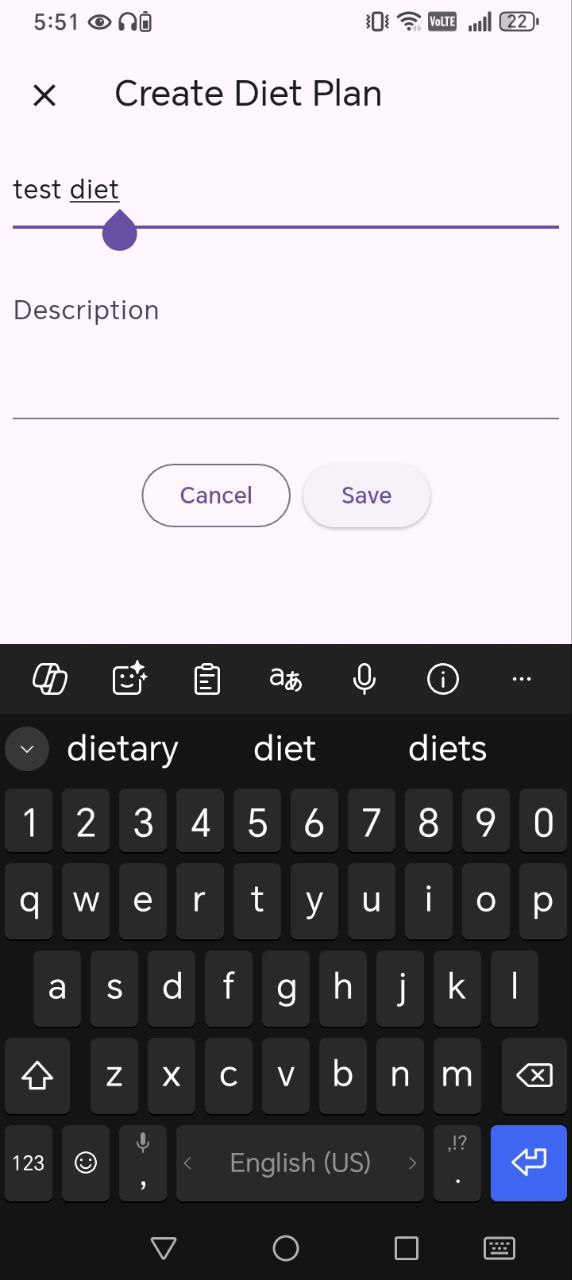 5:51
VoLTE
22
Create Diet Plan
test diet
Description
Cancel
Save
aあ
dietary diet diets
1 2 3 4 5 6 7 8 9 0
q w e r t y u i o p
a s d f g h j k l
z x c v b n m
123 , English (US) ,!? .